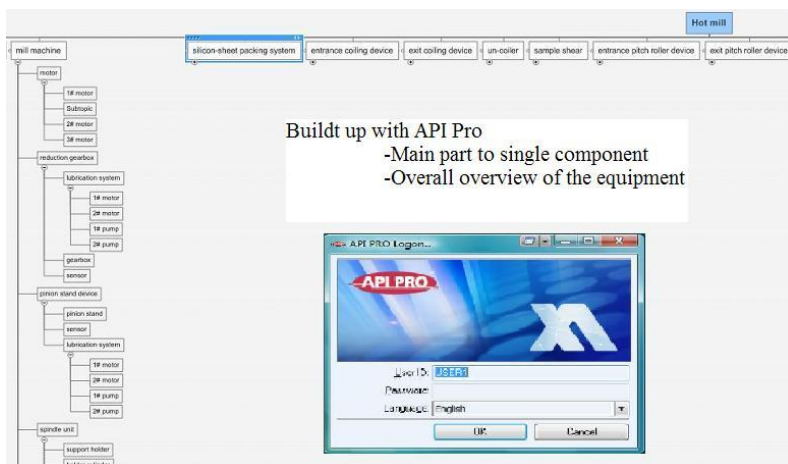 Hot mill
mill machine
silicon-sheet packing system
entrance coiling device
exit coiling device
un-coiler
sample shear
entrance pitch roller device
exit pitch roller device
motor
1# motor
Subtopic
2# motor
3# motor
reduction gearbox
lubrication system
1# motor
2# motor
1# pump
2# pump
gearbox
sensor
pinion stand device
pinion stand
sensor
lubrication system
1# motor
2# motor
1# pump
2# pump
spindle unit
support holder
Buildt up with API Pro
-Main part to single component
-Overall overview of the equipment
API PRO Logon...
API PRO
User ID: USER1
Password:
Language: English
OK
Cancel